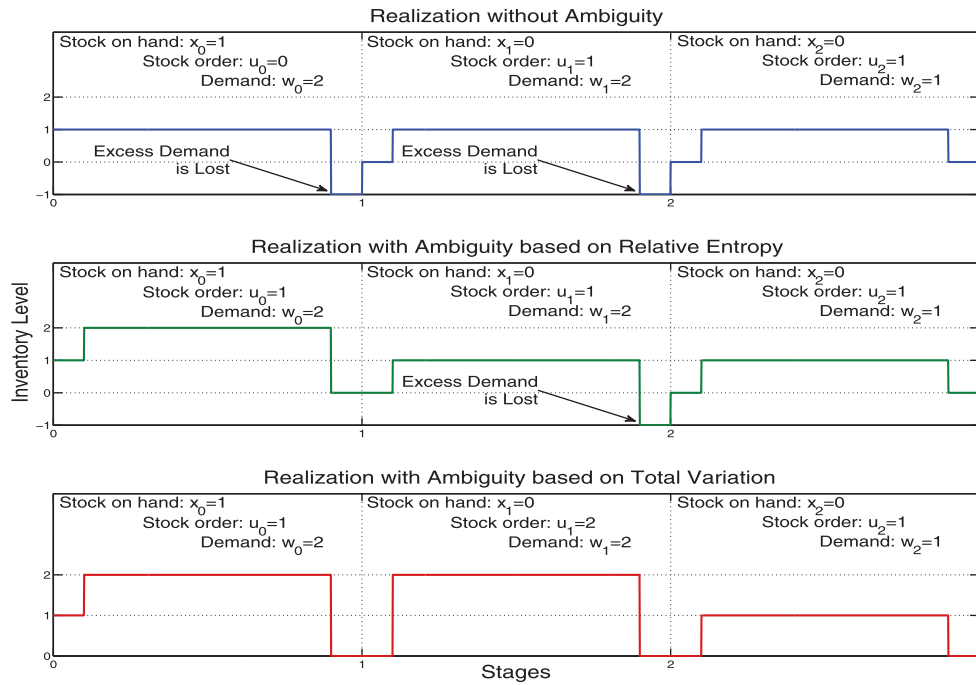 Realization without Ambiguity
Stock on hand: x0=1
Stock order: u0=0
Demand: w0=2
Stock on hand: x1=0
Stock order: u1=1
Demand: w1=2
Stock on hand: x2=0
Stock order: u2=1
Demand: w2=1
2
1
0
−1
Excess Demand
is Lost
Excess Demand
is Lost
0
1
2
Realization with Ambiguity based on Relative Entropy
Stock on hand: x0=1
Stock order: u0=1
Demand: w0=2
Stock on hand: x1=0
Stock order: u1=1
Demand: w1=2
Stock on hand: x2=0
Stock order: u2=1
Demand: w2=1
Inventory Level
2
1
0
−1
Excess Demand
is Lost
0
1
2
Realization with Ambiguity based on Total Variation
Stock on hand: x0=1
Stock order: u0=1
Demand: w0=2
Stock on hand: x1=0
Stock order: u1=2
Demand: w1=2
Stock on hand: x2=0
Stock order: u2=1
Demand: w2=1
2
1
0
0
1
2
Stages